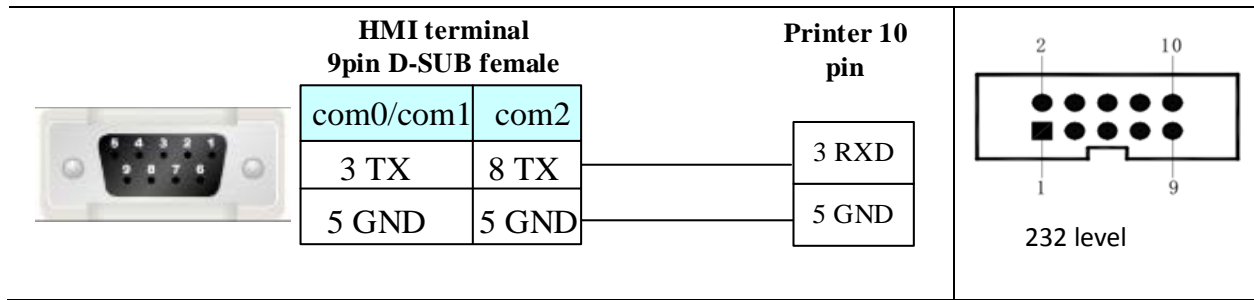 HMI terminal
9pin D-SUB female
com0/com1 com2
3 TX 8 TX
5 GND 5 GND
5 4 3 2 1
9 8 7 6
Printer 10
pin
3 RXD
5 GND
2 10
1 9
232 level